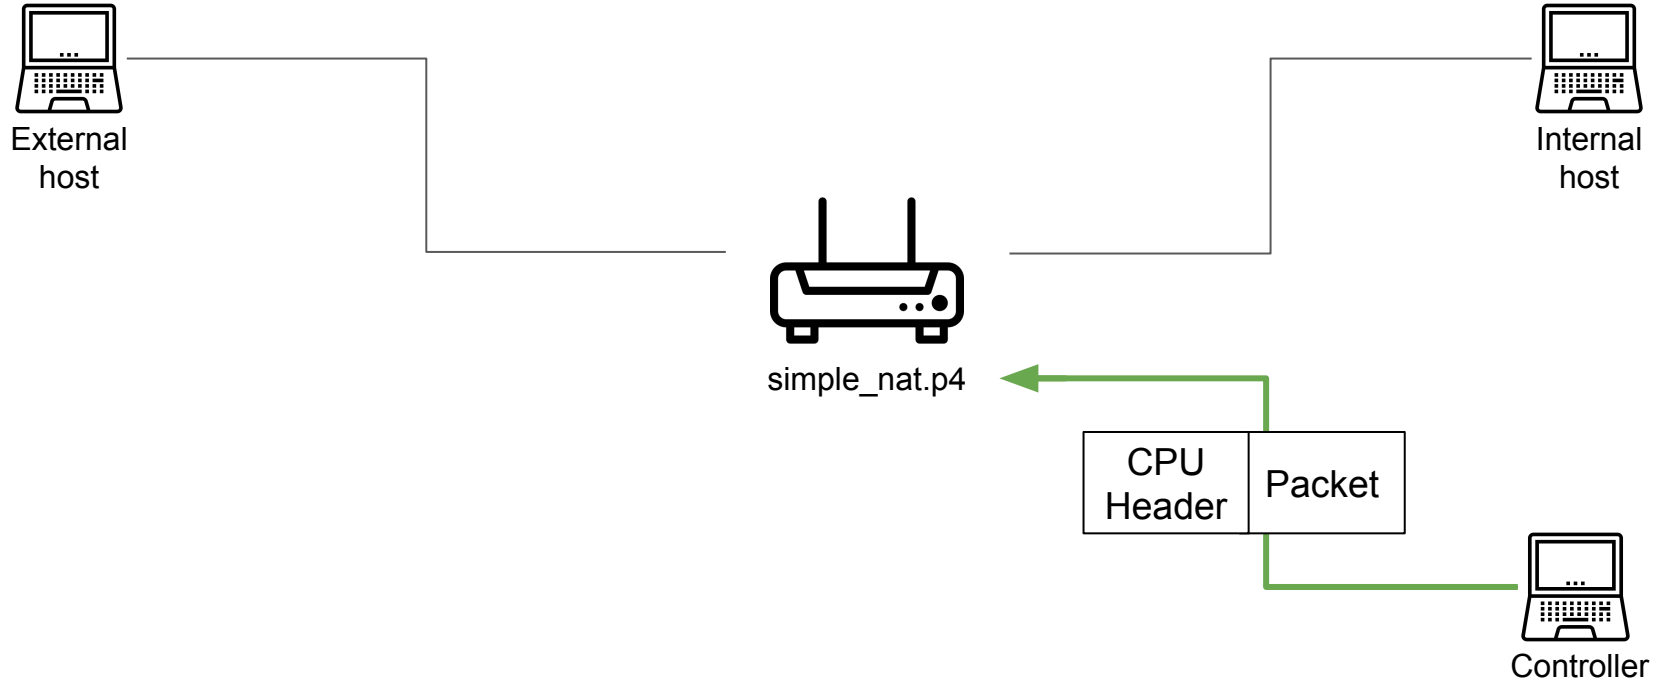 External
host
Internal
host
simple_nat.p4
CPU
Header
Packet
Controller